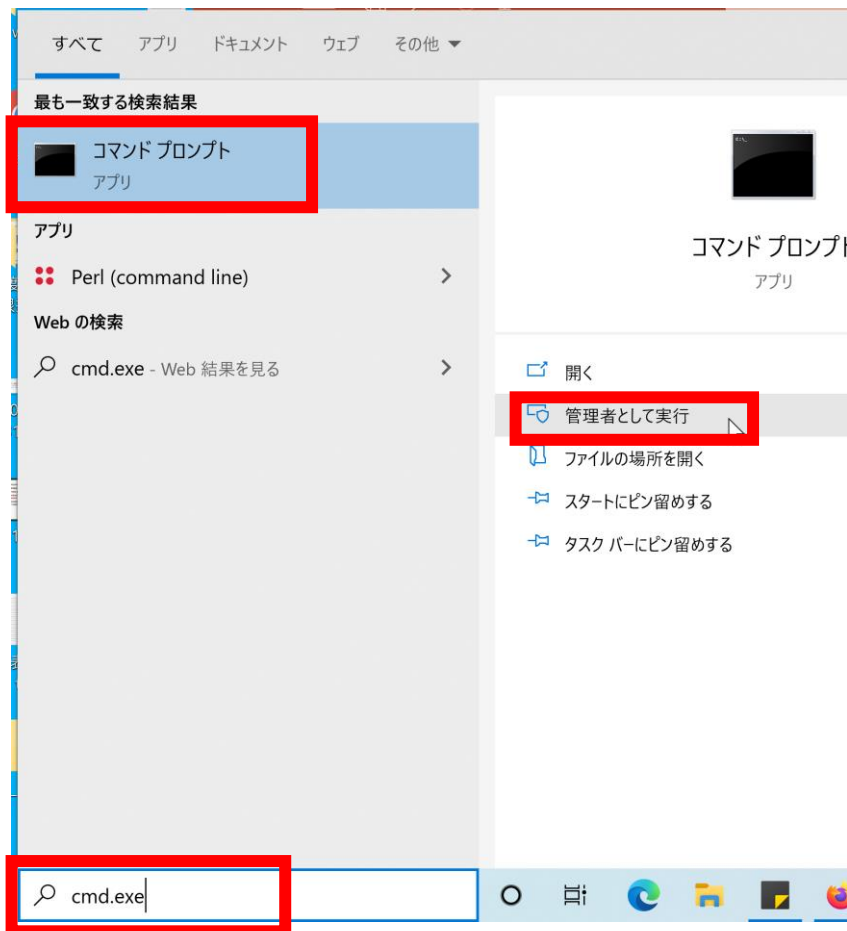 すべて アプリ ドキュメント ウェブ その他
最も一致する検索結果
コマンド プロンプト
アプリ
アプリ
Perl (command line)
Web の検索
cmd.exe - Web 結果を見る
コマンド プロンプト
アプリ
開く
管理者として実行
ファイルの場所を開く
スタートにピン留めする
タスク バーにピン留めする
cmd.exe